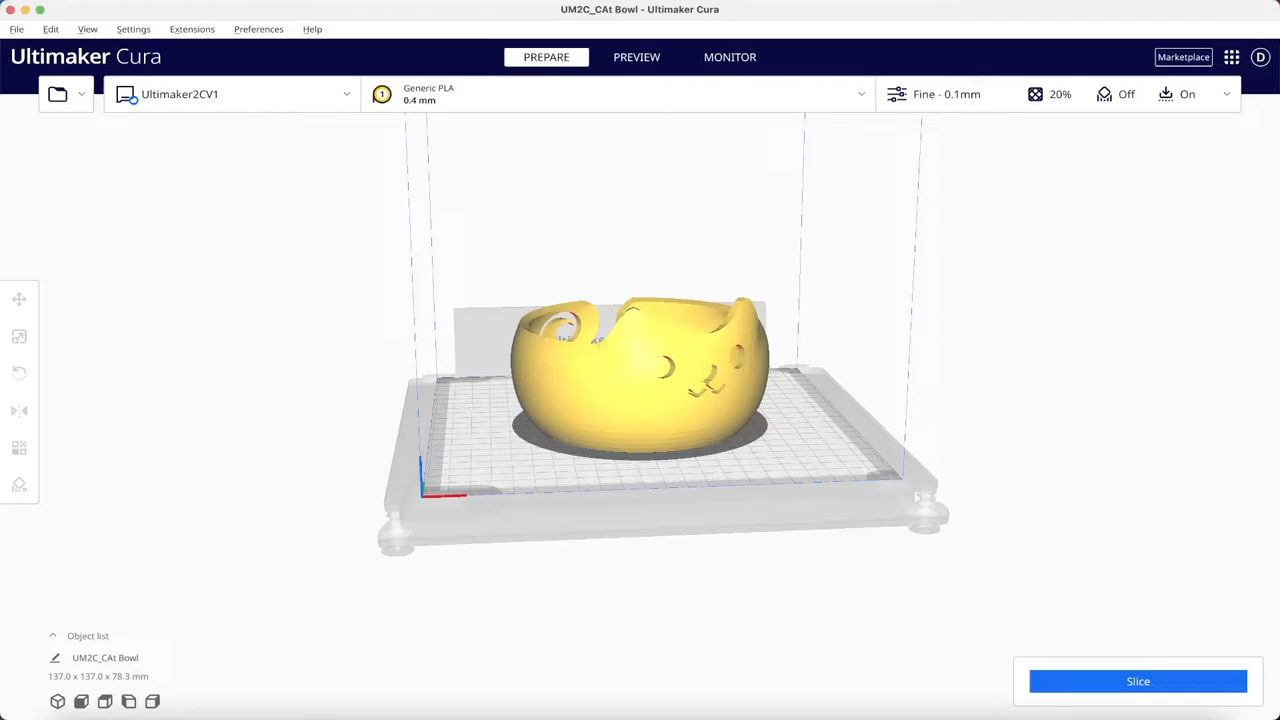 UM2C_CAt Bowl - Ultimaker Cura
File Edit View Settings Extensions Preferences Help
Ultimaker Cura
PREPARE PREVIEW MONITOR
Marketplace
D
Ultimaker2CV1
1
Generic PLA
0.4 mm
Fine - 0.1mm
20%
Off
On
Object list
UM2C_CAt Bowl
137.0 x 137.0 x 78.3 mm
Slice